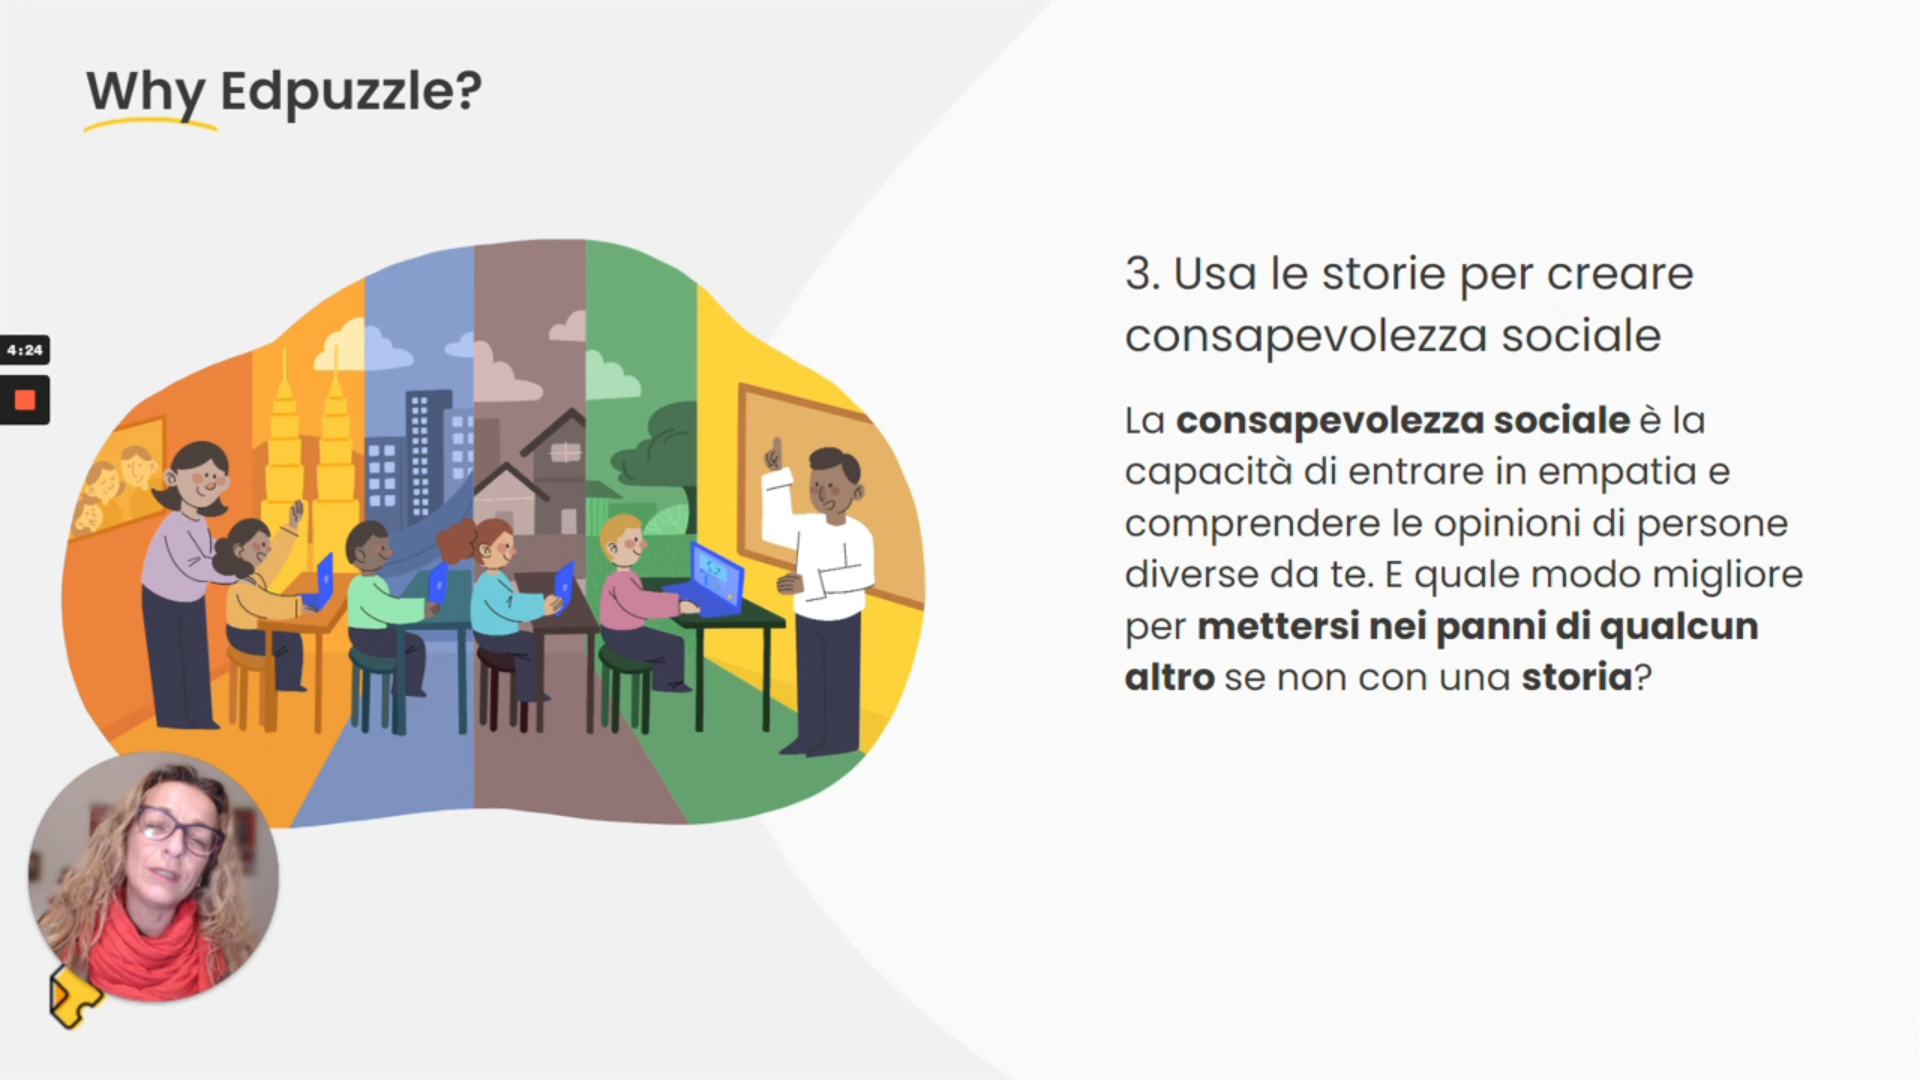 Why Edpuzzle?
4:24
3. Usa le storie per creare
consapevolezza sociale
La consapevolezza sociale è la
capacità di entrare in empatia e
comprendere le opinioni di persone
diverse da te. E quale modo migliore
per mettersi nei panni di qualcun
altro se non con una storia?